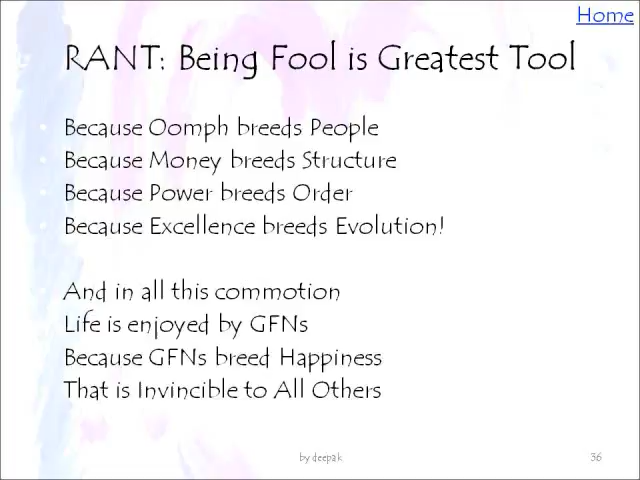 Home
RANT: Being Fool is Greatest Tool
Because Oomph breeds People
Because Money breeds Structure
Because Power breeds Order
Because Excellence breeds Evolution!
And in all this commotion
Life is enjoyed by GFNs
Because GFNs breed Happiness
That is Invincible to All Others
by deepak
36